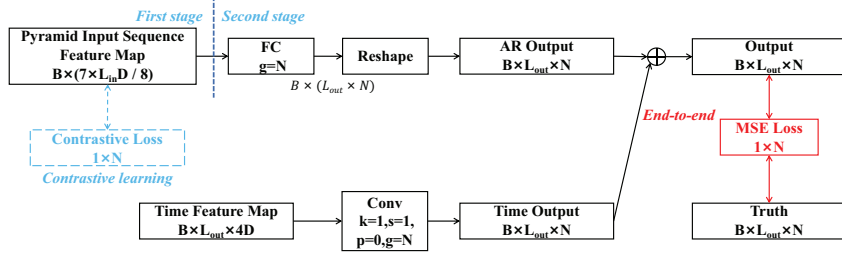 First stage
Second stage
Pyramid Input Sequence
Feature Map
B×(7×L_inD / 8)
FC
g=N
Reshape
B × (L_out × N)
AR Output
B×L_out×N
Output
B×L_out×N
Contrastive Loss
1×N
Contrastive learning
End-to-end
MSE Loss
1×N
Time Feature Map
B×L_out×4D
Conv
k=1,s=1,
p=0,g=N
Time Output
B×L_out×N
Truth
B×L_out×N